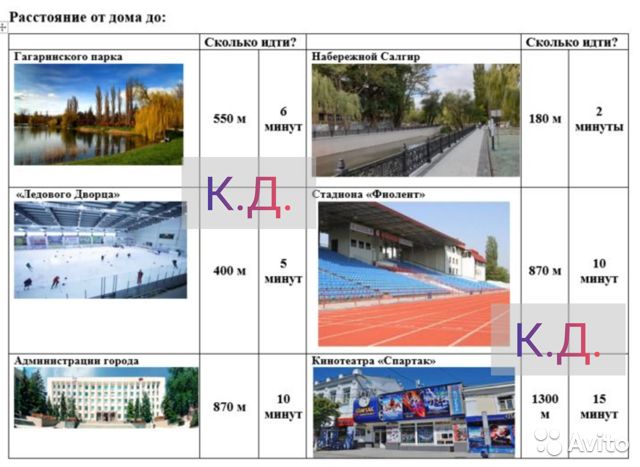 Расстояние от дома до:
Сколько идти?
Сколько идти?
Гагаринского парка
550 м
6
минут
Набережной Салгир
180 м
2
минуты
«Ледового Дворца»
400 м
5
минут
К.Д.
Стадиона «Фиолент»
870 м
10
минут
К.Д.
Администрации города
870 м
10
минут
Кинотеатра «Спартак»
1300
м
15
минут
Avito